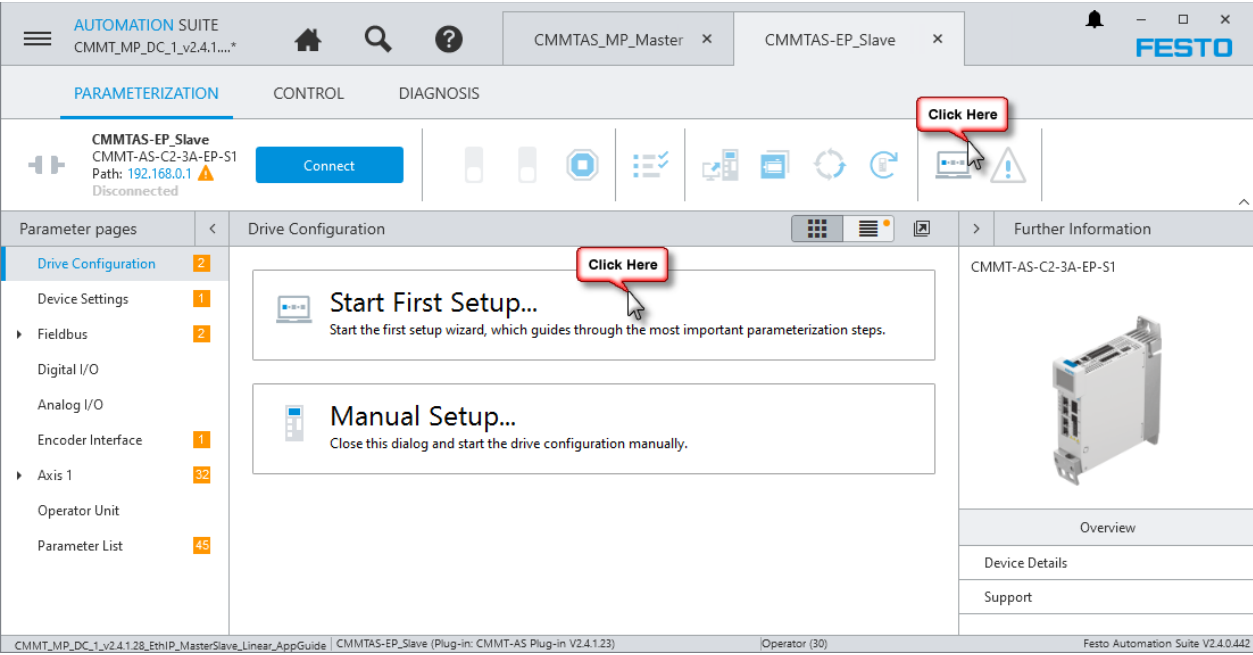 AUTOMATION SUITE
CMMT_MP_DC_1_v2.4.1....*
CMMTAS_MP_Master
CMMTAS-EP_Slave
FESTO
PARAMETERIZATION
CONTROL
DIAGNOSIS
Click Here
CMMTAS-EP_Slave
CMMT-AS-C2-3A-EP-S1
Path: 192.168.0.1
Disconnected
Connect
Parameter pages
Drive Configuration
Further Information
Drive Configuration 2
Device Settings 1
Fieldbus 2
Digital I/O
Analog I/O
Encoder Interface 1
Axis 1 32
Operator Unit
Parameter List 45
Click Here
Start First Setup...
Start the first setup wizard, which guides through the most important parameterization steps.
Manual Setup...
Close this dialog and start the drive configuration manually.
CMMT-AS-C2-3A-EP-S1
Overview
Device Details
Support
CMMT_MP_DC_1_v2.4.1.28_EthIP_MasterSlave_Linear_AppGuide
CMMTAS-EP_Slave (Plug-in: CMMT-AS Plug-in V2.4.1.23)
Operator (30)
Festo Automation Suite V2.4.0.442